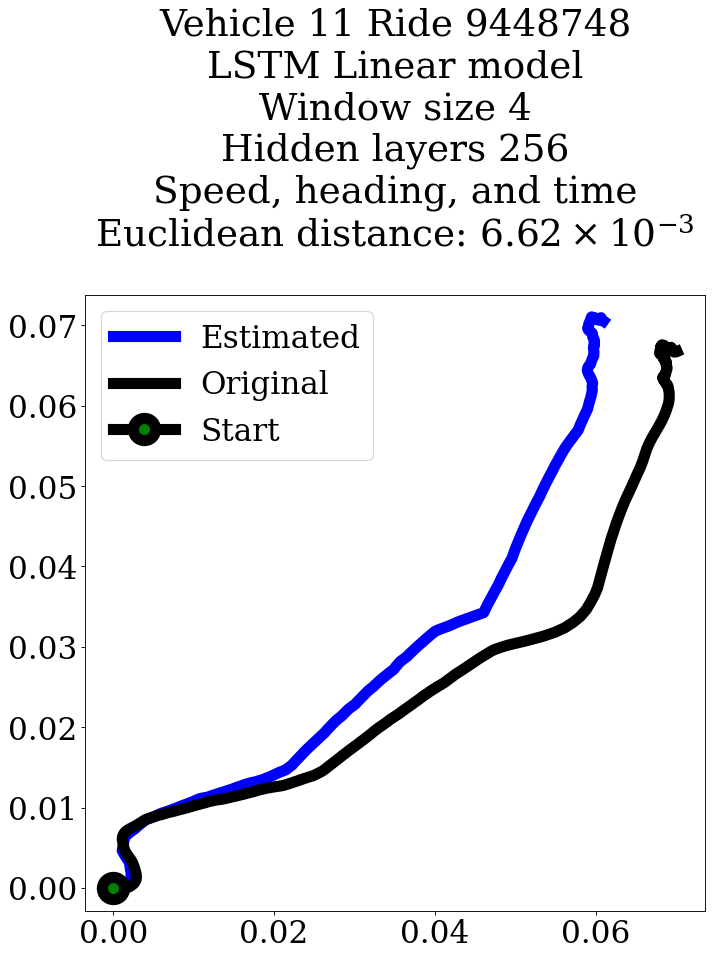 Vehicle 11 Ride 9448748
LSTM Linear model
Window size 4
Hidden layers 256
Speed, heading, and time
Euclidean distance: 6.62 × 10⁻³
Estimated
Original
Start
0.07
0.06
0.05
0.04
0.03
0.02
0.01
0.00
0.00 0.02 0.04 0.06